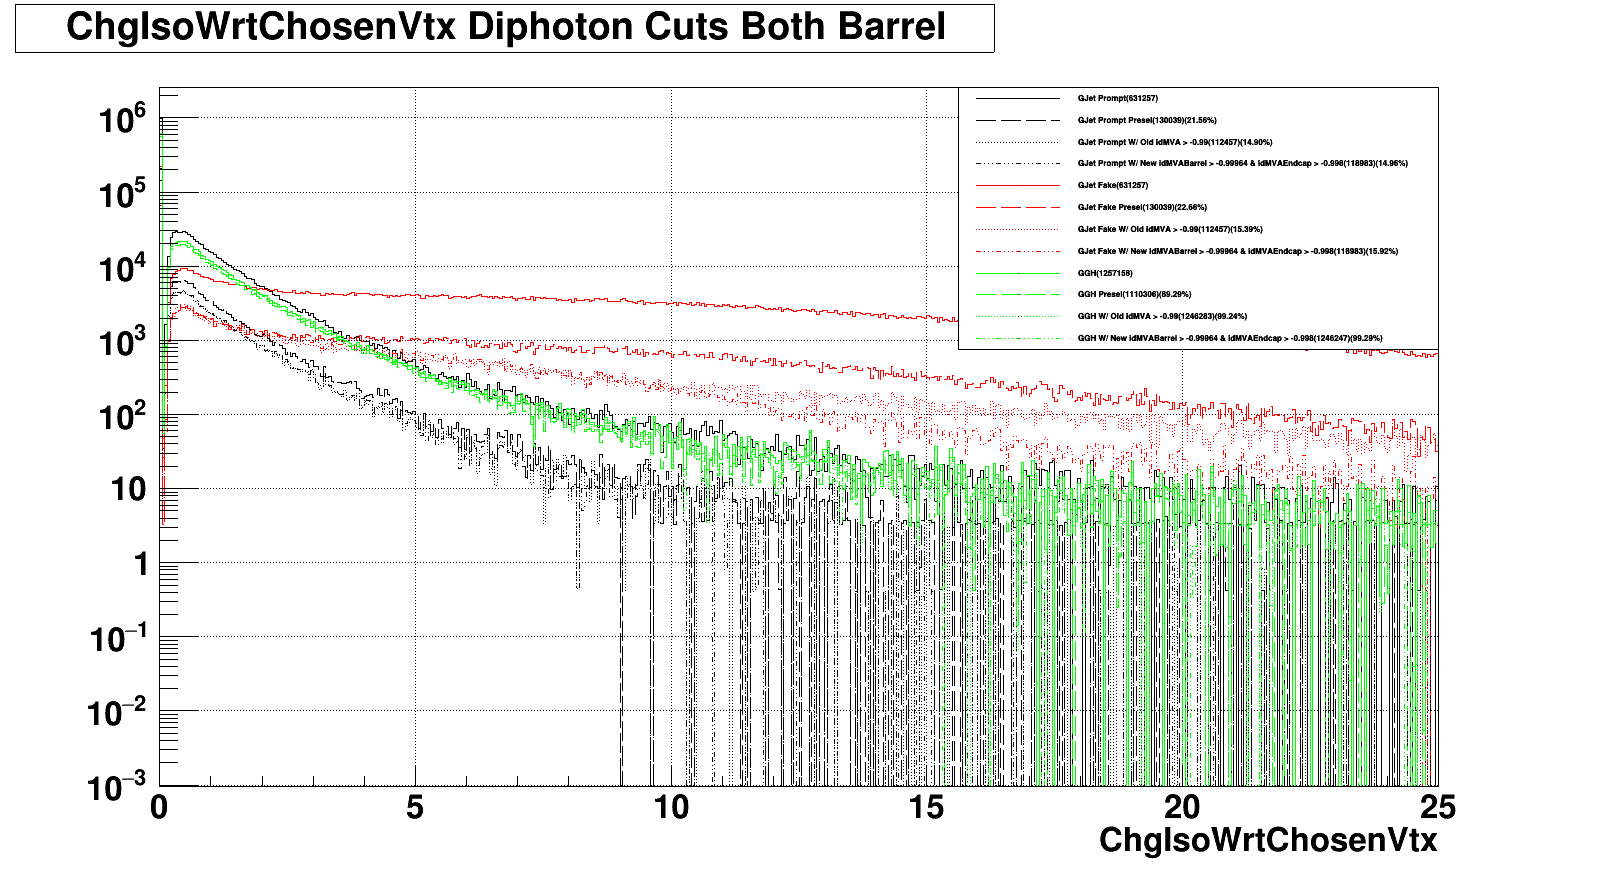 ChgIsoWrtChosenVtx Diphoton Cuts Both Barrel
GJet Prompt(631257)
GJet Prompt Presel(130039)(21.56%)
GJet Prompt W/ Old idMVA > -0.99(112457)(14.90%)
GJet Prompt W/ New idMVABarrel > -0.99964 & idMVAEndcap > -0.998(118983)(14.96%)
GJet Fake(631257)
GJet Fake Presel(130039)(22.66%)
GJet Fake W/ Old idMVA > -0.99(112457)(15.39%)
GJet Fake W/ New idMVABarrel > -0.99964 & idMVAEndcap > -0.998(118983)(15.92%)
GGH(1257158)
GGH Presel(1110306)(89.29%)
GGH W/ Old idMVA > -0.99(1246283)(99.24%)
GGH W/ New idMVABarrel > -0.99964 & idMVAEndcap > -0.998(1246247)(99.29%)
10⁶
10⁵
10⁴
10³
10²
10
1
10⁻¹
10⁻²
10⁻³
0 5 10 15 20 25
ChgIsoWrtChosenVtx